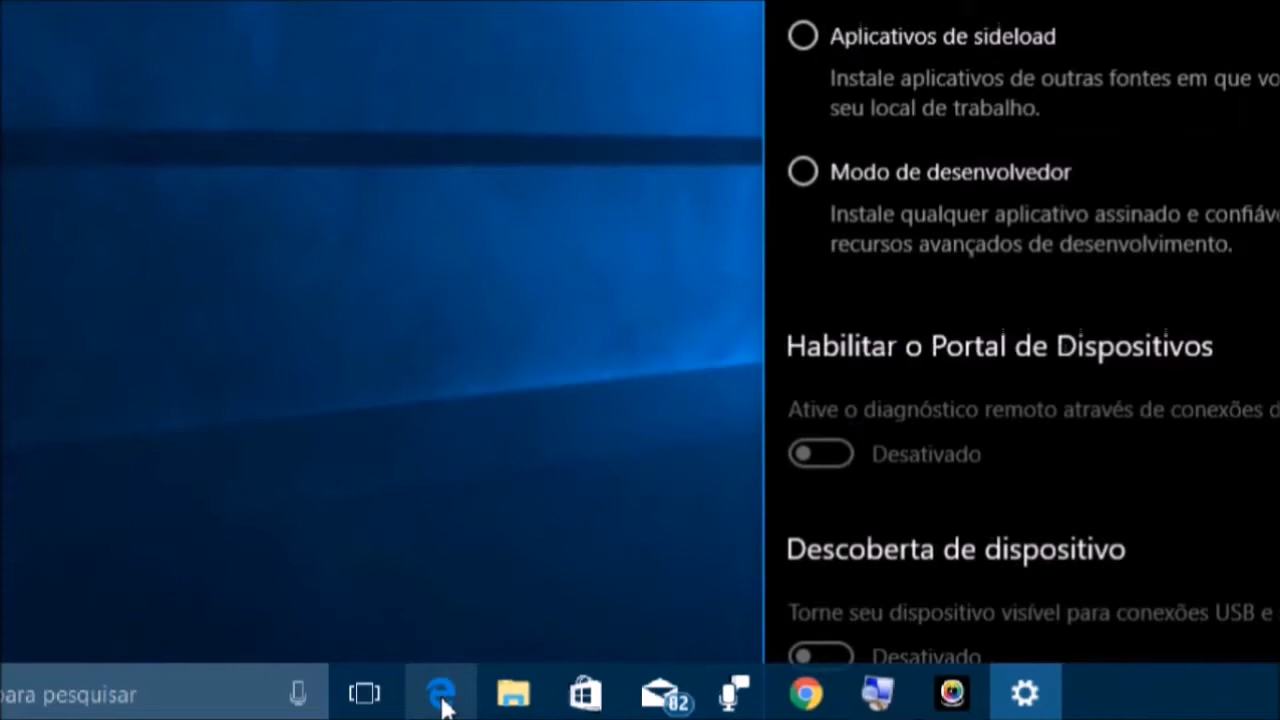 Aplicativos de sideload
Instale aplicativos de outras fontes em que vo
seu local de trabalho.
Modo de desenvolvedor
Instale qualquer aplicativo assinado e confiáv
recursos avançados de desenvolvimento.
Habilitar o Portal de Dispositivos
Ative o diagnóstico remoto através de conexões d
Desativado
Descoberta de dispositivo
Torne seu dispositivo visível para conexões USB e
Desativado
para pesquisar
82